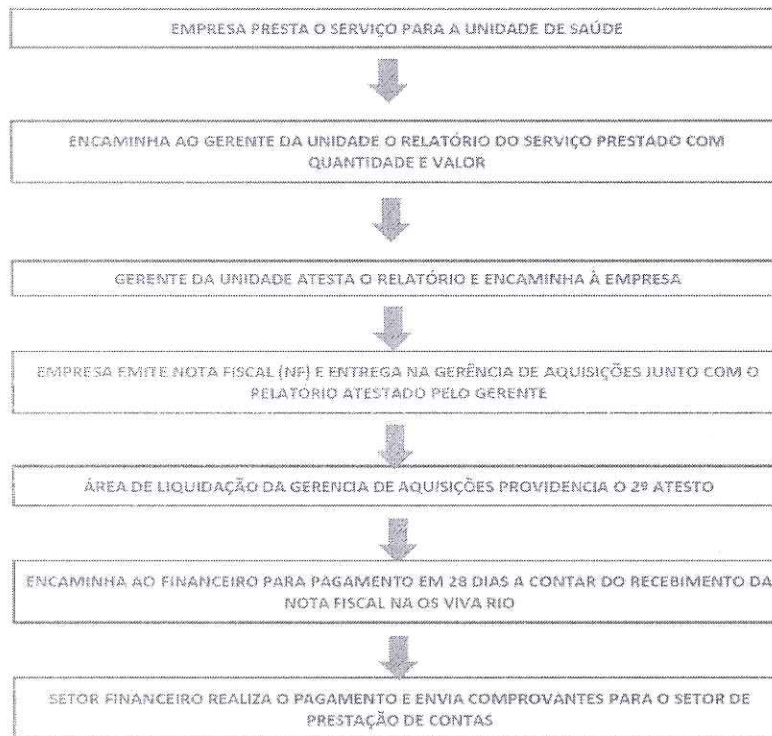 EMPRESA PRESTA O SERVIÇO PARA A UNIDADE DE SAÚDE
ENCAMINHA AO GERENTE DA UNIDADE O RELATÓRIO DO SERVIÇO PRESTADO COM
QUANTIDADE E VALOR
GERENTE DA UNIDADE ATESTA O RELATÓRIO E ENCAMINHA À EMPRESA
EMPRESA EMITE NOTA FISCAL (NF) E ENTREGA NA GERÊNCIA DE AQUISIÇÕES JUNTO COM O
RELATÓRIO ATESTADO PELO GERENTE
ÁREA DE LIQUIDAÇÃO DA GERENCIA DE AQUISIÇÕES PROVIDENCIA O 2º ATESTO
ENCAMINHA AO FINANCEIRO PARA PAGAMENTO EM 28 DIAS A CONTAR DO RECEBIMENTO DA
NOTA FISCAL NA OS VIVA RIO
SETOR FINANCEIRO REALIZA O PAGAMENTO E ENVIA COMPROVANTES PARA O SETOR DE
PRESTAÇÃO DE CONTAS